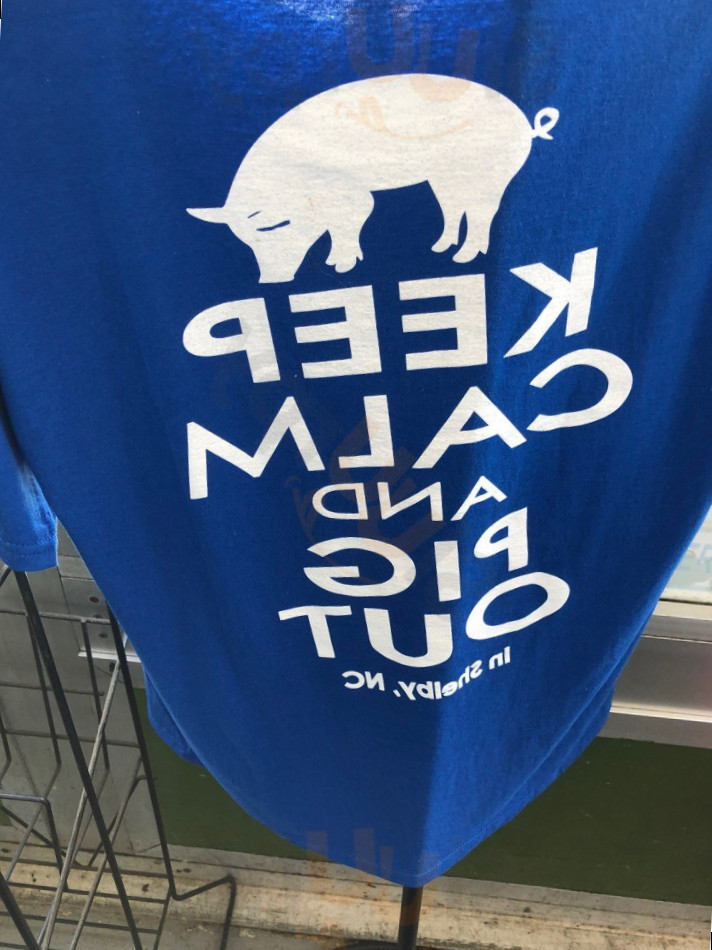 KEEP
CALM
AND
PIG
OUT
In Shelby, NC